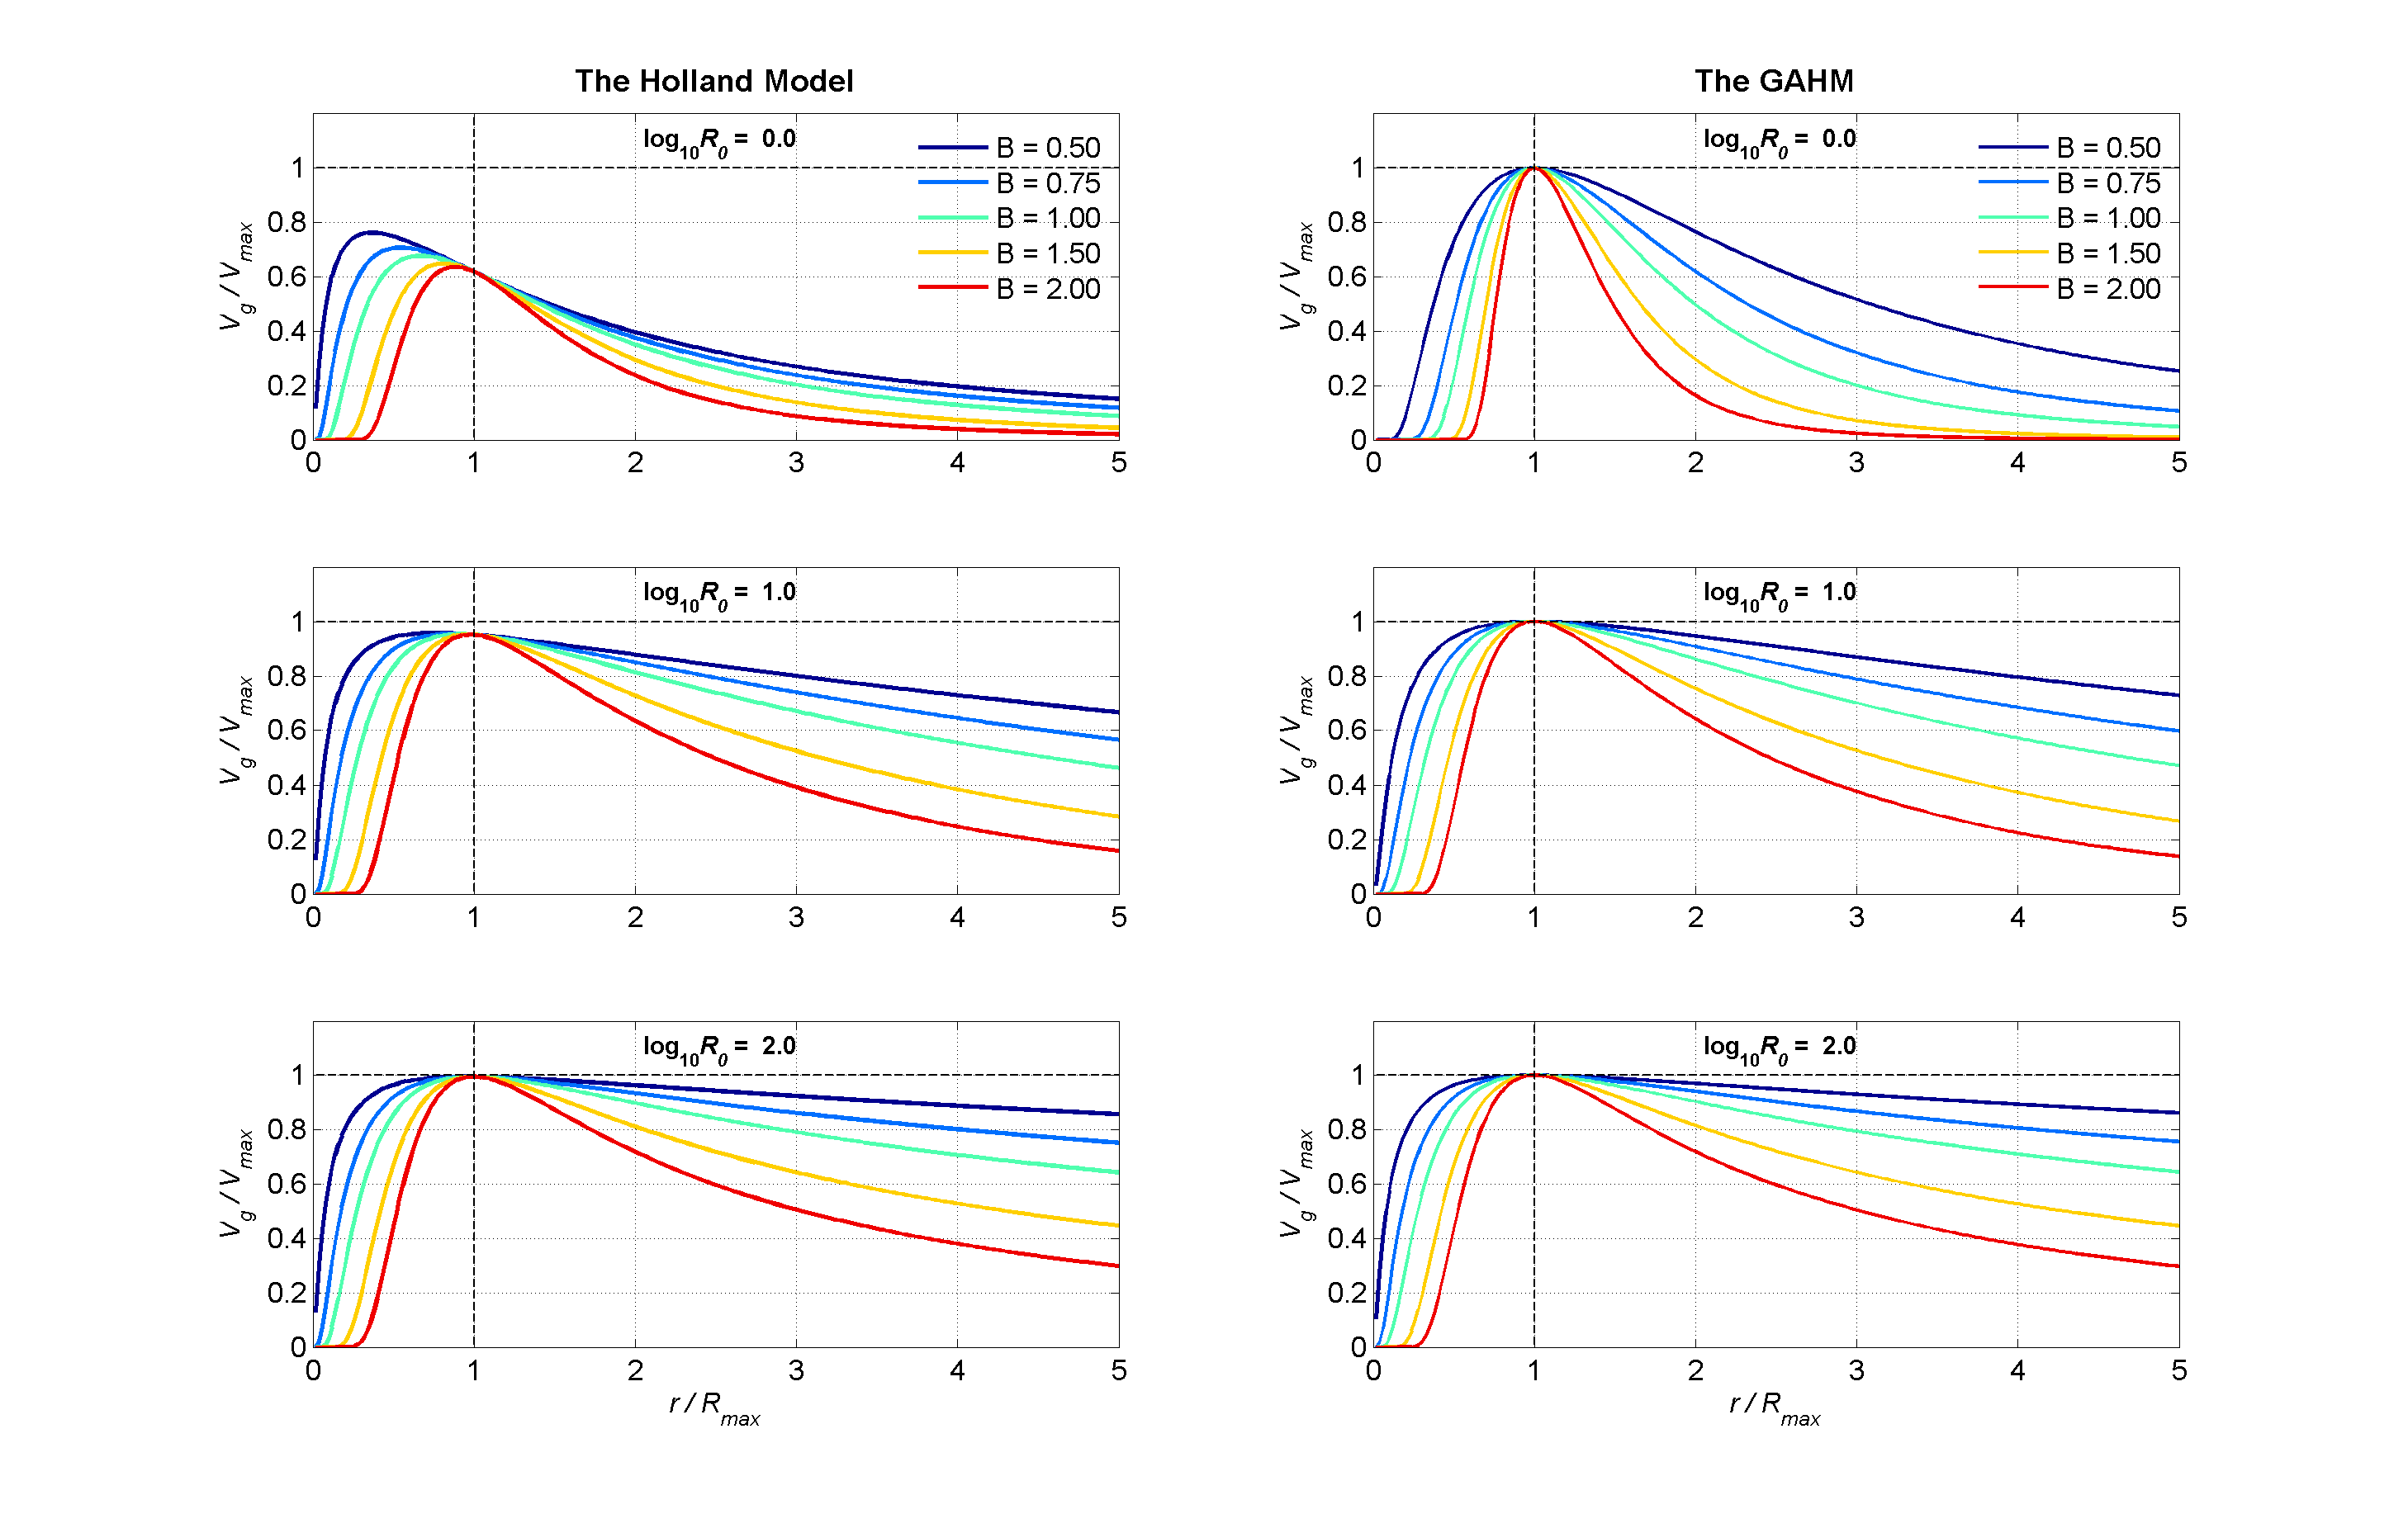 The Holland Model
log10R0 = 0.0
B = 0.50
B = 0.75
B = 1.00
B = 1.50
B = 2.00
1
0.8
0.6
0.4
0.2
0
Vg / Vmax
0 1 2 3 4 5
The GAHM
log10R0 = 0.0
B = 0.50
B = 0.75
B = 1.00
B = 1.50
B = 2.00
1
0.8
0.6
0.4
0.2
0
Vg / Vmax
0 1 2 3 4 5
log10R0 = 1.0
1
0.8
0.6
0.4
0.2
0
Vg / Vmax
0 1 2 3 4 5
log10R0 = 1.0
1
0.8
0.6
0.4
0.2
0
Vg / Vmax
0 1 2 3 4 5
log10R0 = 2.0
1
0.8
0.6
0.4
0.2
0
Vg / Vmax
0 1 2 3 4 5
r / Rmax
log10R0 = 2.0
1
0.8
0.6
0.4
0.2
0
Vg / Vmax
0 1 2 3 4 5
r / Rmax